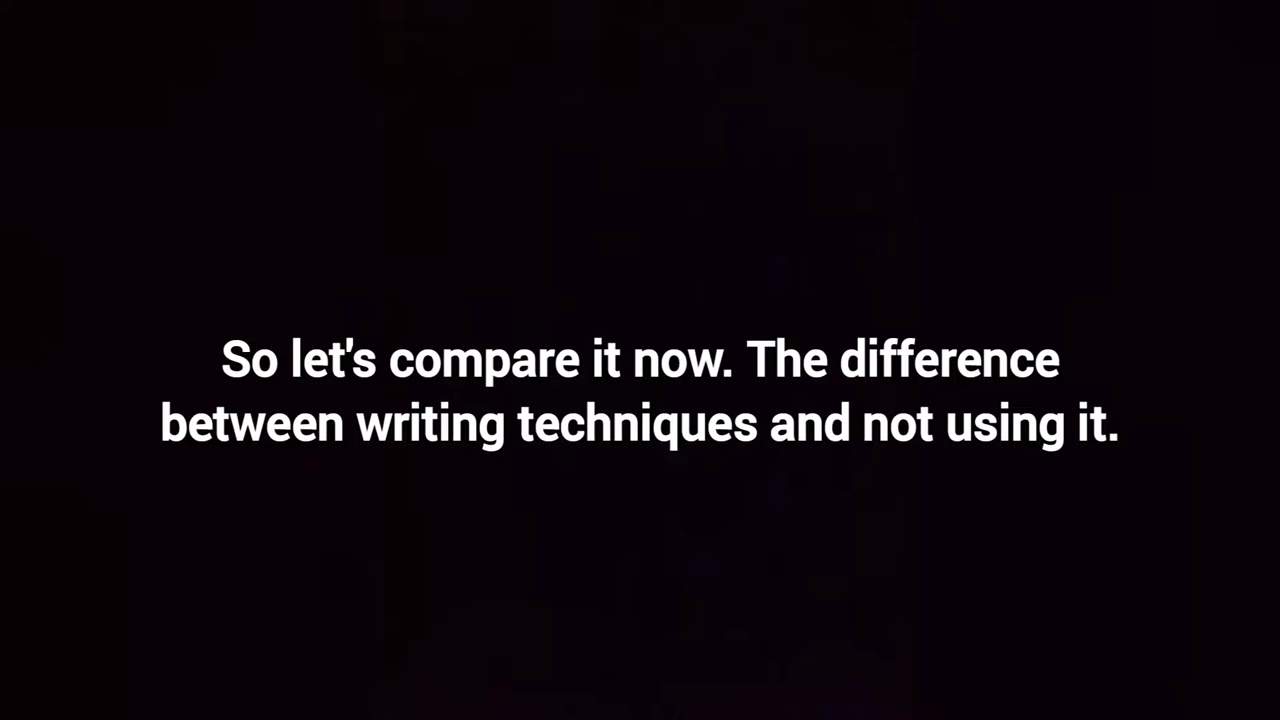 So let's compare it now. The difference
between writing techniques and not using it.